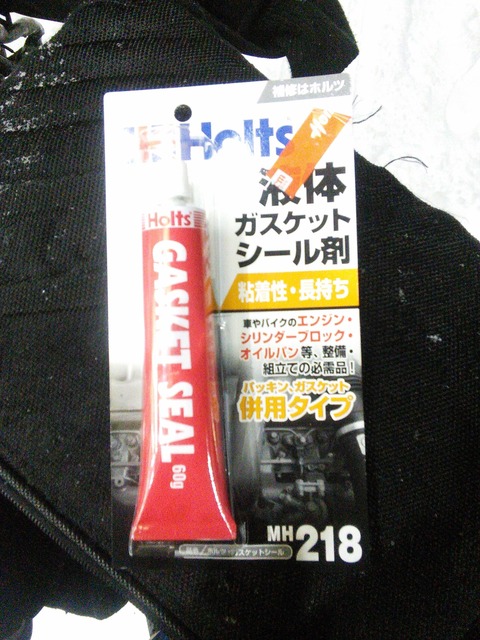 補修はホルツ
Holts
液体
ガスケット
シール剤
粘着性・長持ち
車やバイクのエンジン・
シリンダーブロック・
オイルパン等、整備・
組立ての必需品！
パッキン、ガスケット
併用タイプ
Holts
GASKET SEAL 60g
MH218